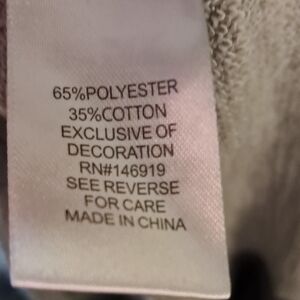 65%POLYESTER
35%COTTON
EXCLUSIVE OF
DECORATION
RN#146919
SEE REVERSE
FOR CARE
MADE IN CHINA